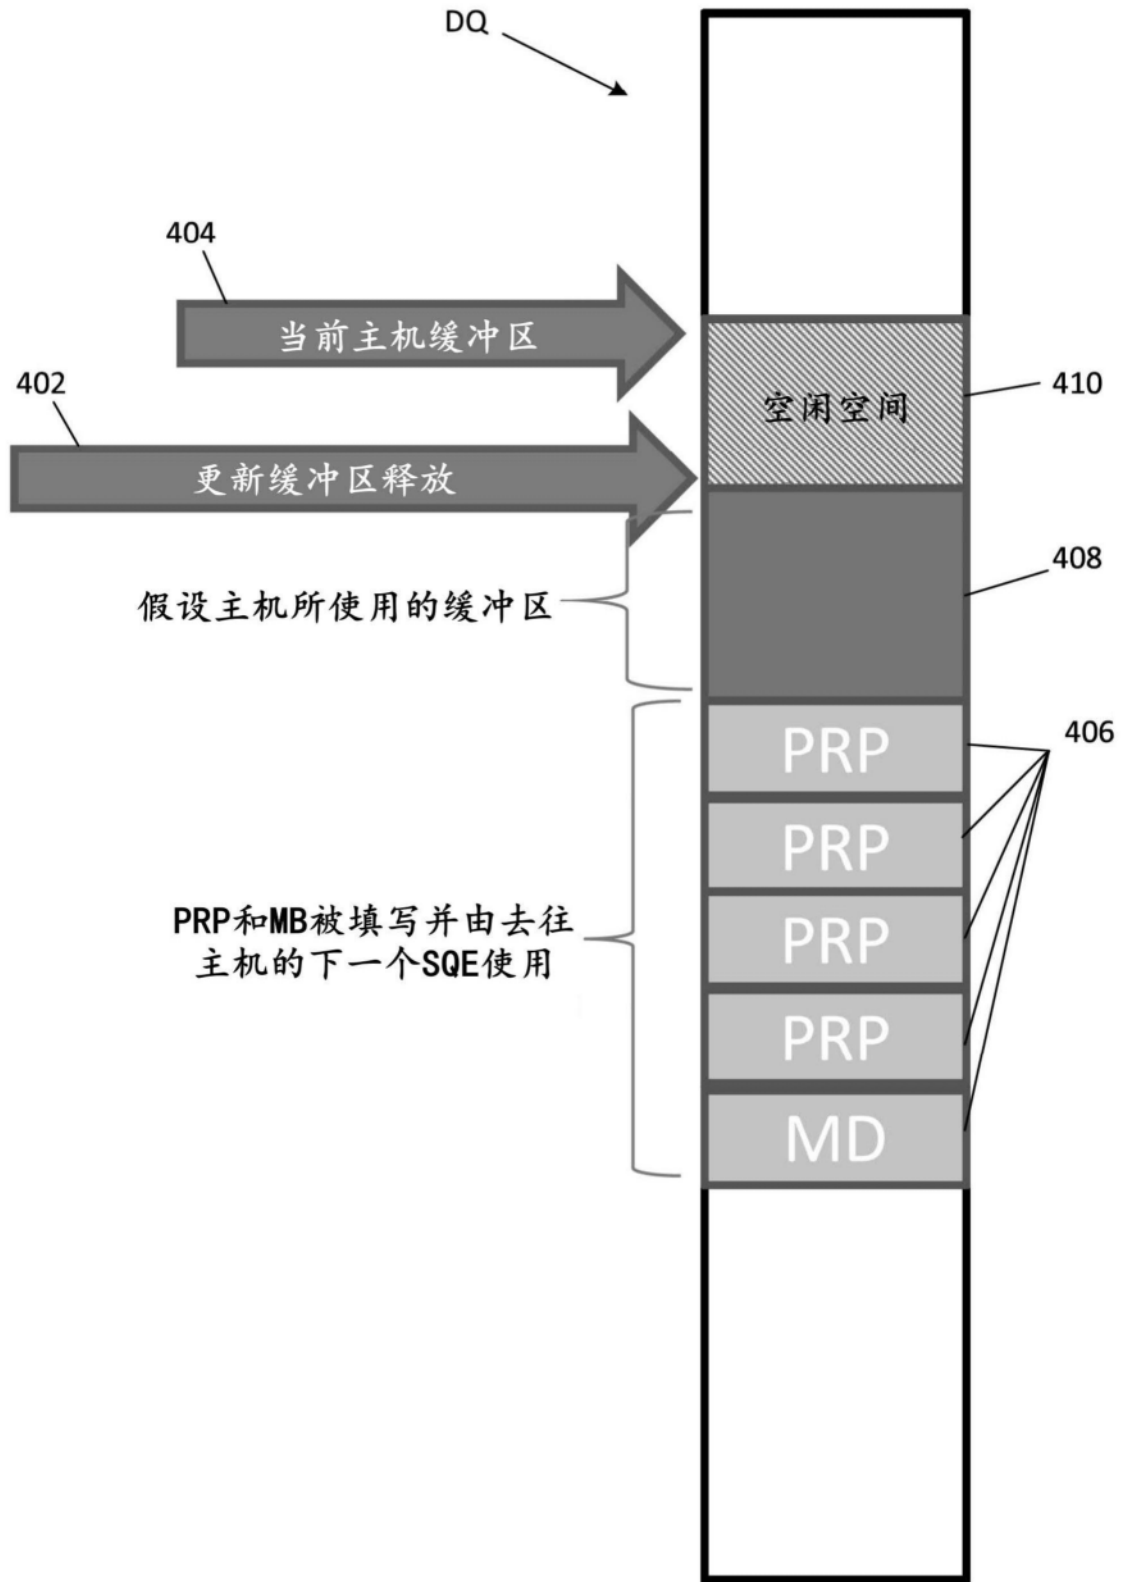 DQ
404
当前主机缓冲区
402
空闲空间
410
更新缓冲区释放
408
假设主机所使用的缓冲区
PRP
406
PRP
PRP和MB被填写并由去往
主机的下一个SQE使用
PRP
PRP
MD